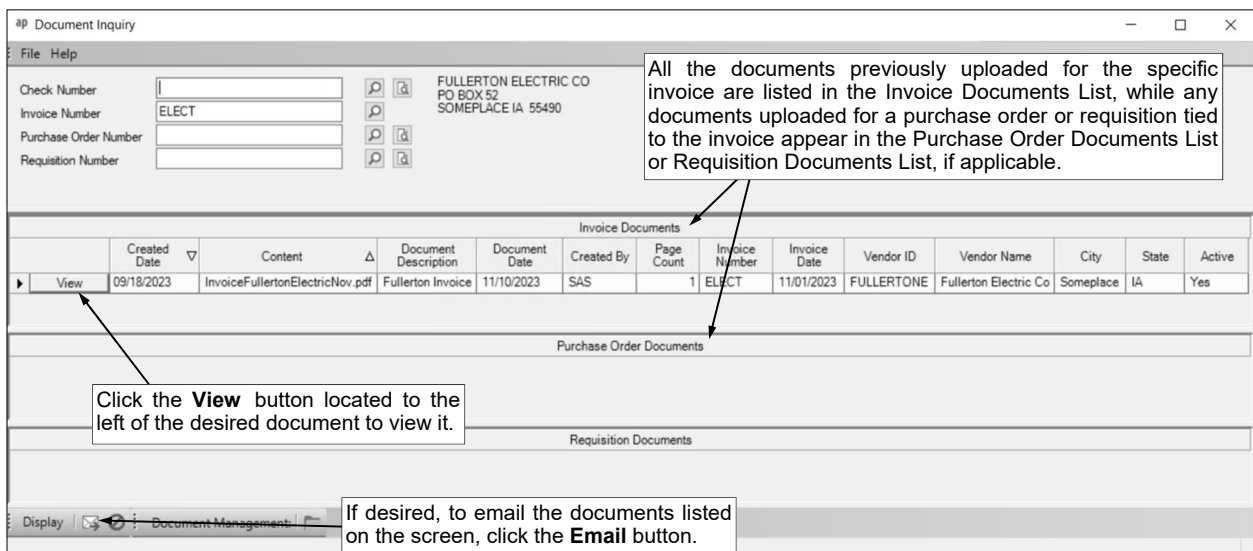 ap Document Inquiry
File Help
Check Number
Invoice Number ELECT
Purchase Order Number
Requisition Number
FULLERTON ELECTRIC CO
PO BOX 52
SOMEPLACE IA 55490
All the documents previously uploaded for the specific
invoice are listed in the Invoice Documents List, while any
documents uploaded for a purchase order or requisition tied
to the invoice appear in the Purchase Order Documents List
or Requisition Documents List, if applicable.
Invoice Documents
Created Date Content Document Description Document Date Created By Page Count Invoice Number Invoice Date Vendor ID Vendor Name City State Active
View 09/18/2023 InvoiceFullertonElectricNov.pdf Fullerton Invoice 11/10/2023 SAS 1 ELECT 11/01/2023 FULLERTONE Fullerton Electric Co Someplace IA Yes
Purchase Order Documents
Click the View button located to the
left of the desired document to view it.
Requisition Documents
Display Document Management:
If desired, to email the documents listed
on the screen, click the Email button.